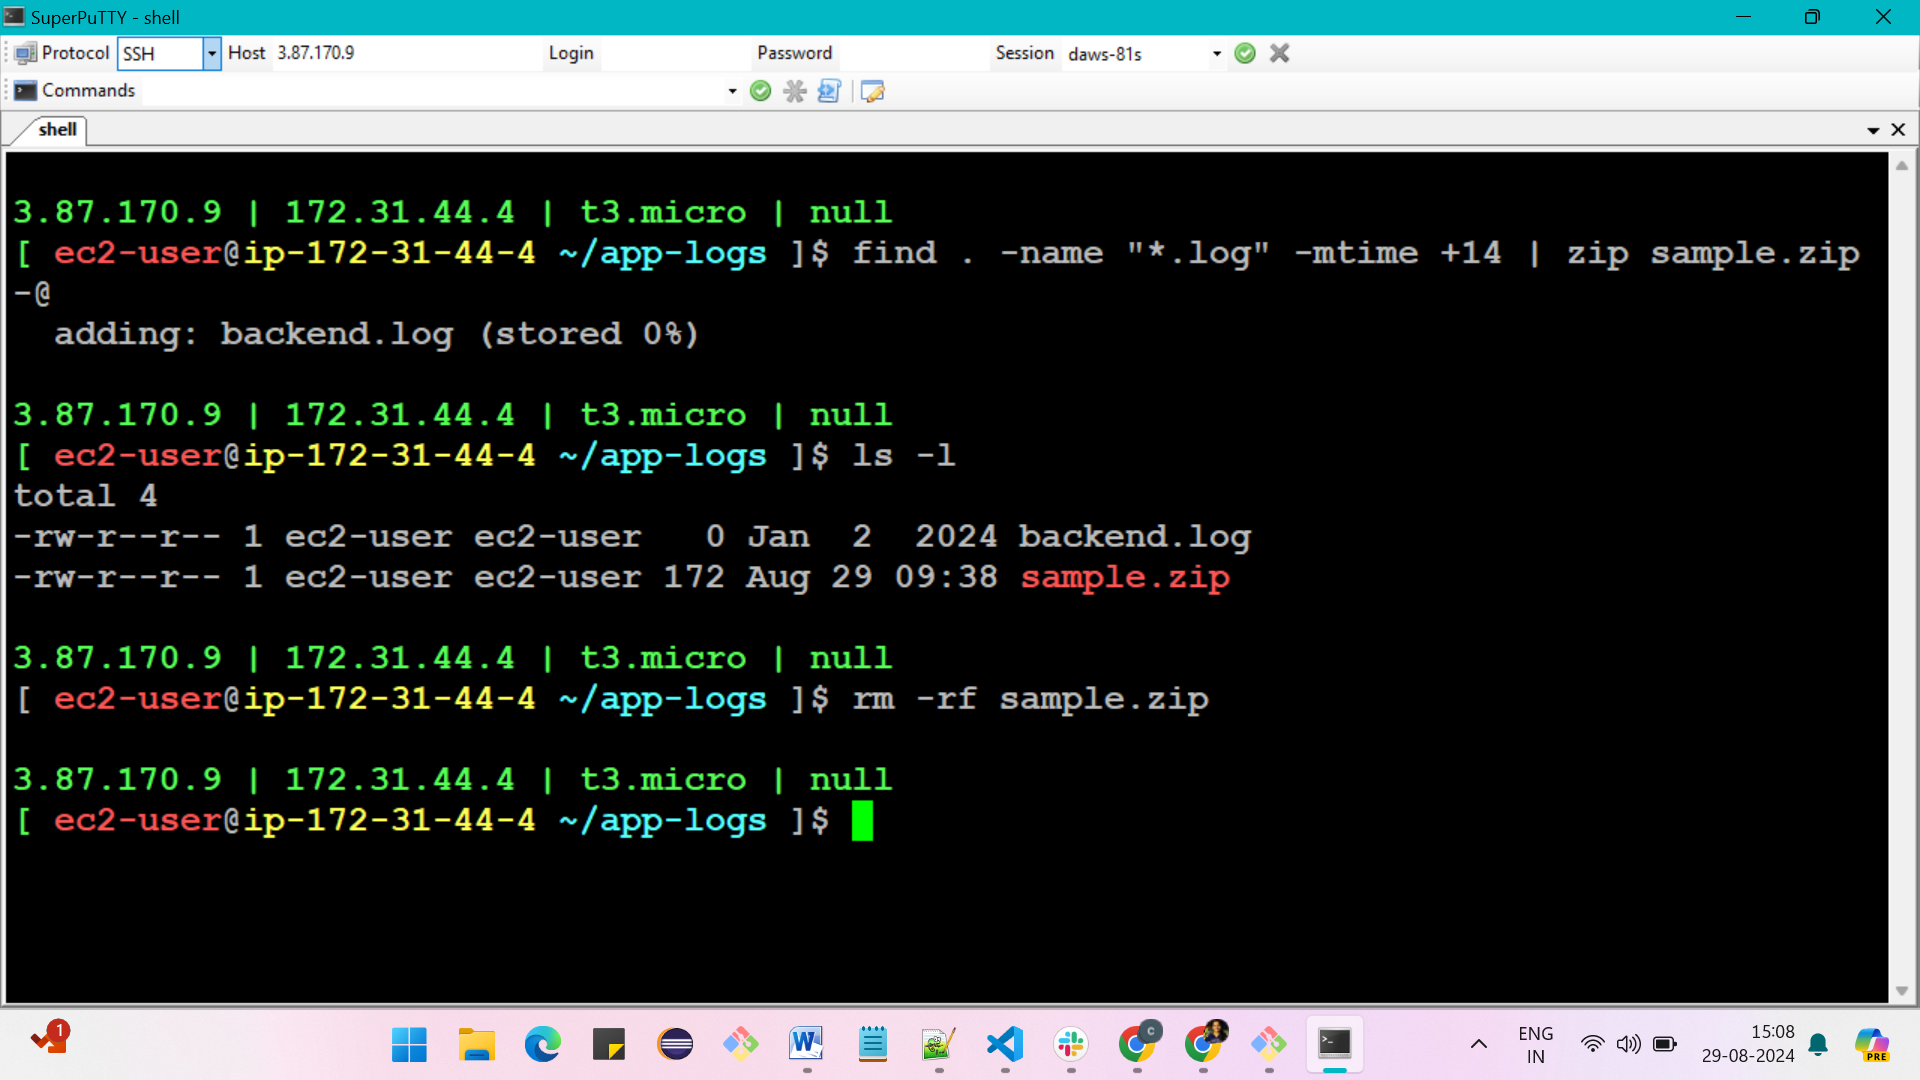 SuperPuTTY - shell
Protocol SSH Host 3.87.170.9 Login Password Session daws-81s
Commands
shell
3.87.170.9 | 172.31.44.4 | t3.micro | null
[ ec2-user@ip-172-31-44-4 ~/app-logs ]$ find . -name "*.log" -mtime +14 | zip sample.zip
-@
  adding: backend.log (stored 0%)
3.87.170.9 | 172.31.44.4 | t3.micro | null
[ ec2-user@ip-172-31-44-4 ~/app-logs ]$ ls -l
total 4
-rw-r--r-- 1 ec2-user ec2-user   0 Jan  2  2024 backend.log
-rw-r--r-- 1 ec2-user ec2-user 172 Aug 29 09:38 sample.zip
3.87.170.9 | 172.31.44.4 | t3.micro | null
[ ec2-user@ip-172-31-44-4 ~/app-logs ]$ rm -rf sample.zip
3.87.170.9 | 172.31.44.4 | t3.micro | null
[ ec2-user@ip-172-31-44-4 ~/app-logs ]$
1
W
C
ENG
IN
15:08
29-08-2024
PRE